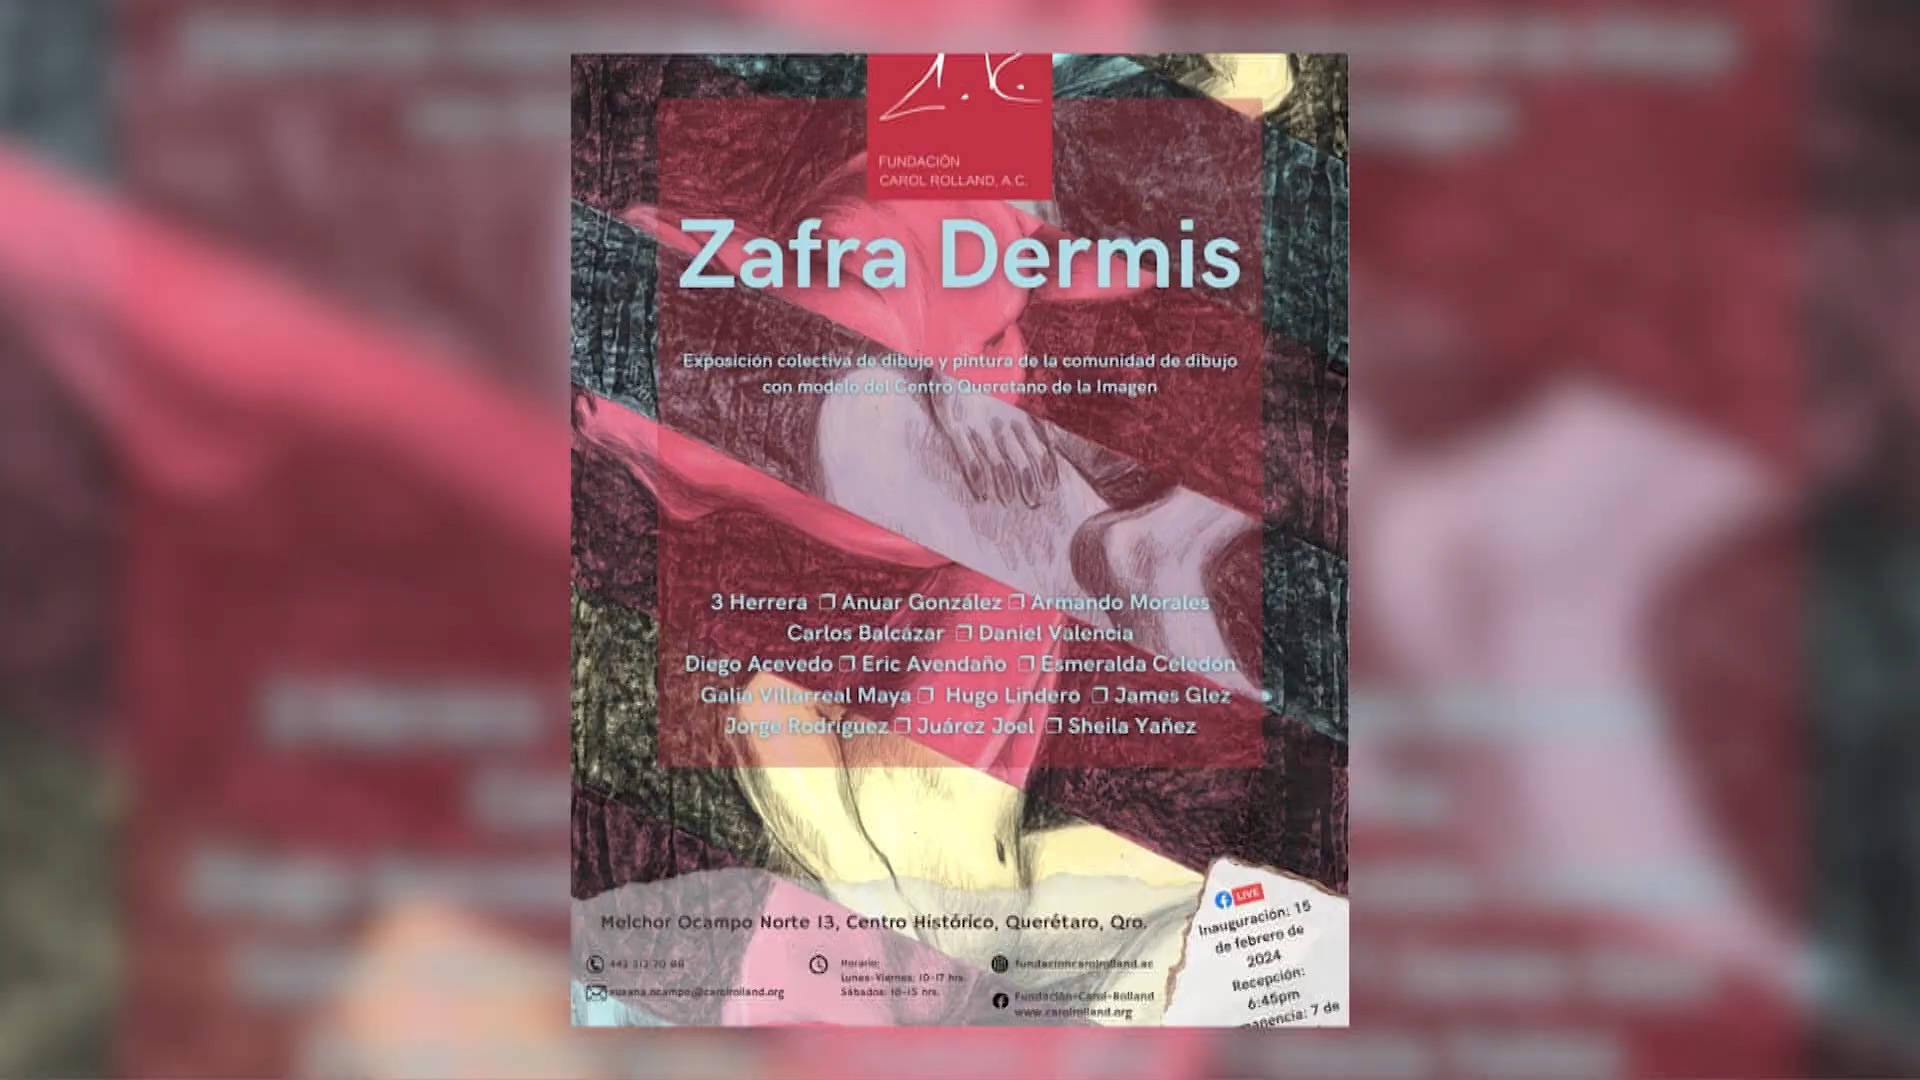 FUNDACIÓN
CAROL ROLLAND, A.C.
Zafra Dermis
Exposición colectiva de dibujo y pintura de la comunidad de dibujo
con modelo del Centro Queretano de la Imagen
3 Herrera ❒ Anuar González ❒ Armando Morales
Carlos Balcázar ❒ Daniel Valencia
Diego Acevedo ❒ Eric Avendaño ❒ Esmeralda Celedón
Galia Villarreal Maya ❒ Hugo Lindero ❒ James Glez
Jorge Rodríguez ❒ Juárez Joel ❒ Sheila Yañez
Melchor Ocampo Norte 13, Centro Histórico, Querétaro, Qro.
susana.ocampo@carolrolland.org
Horario:
Lunes-Viernes: 10-17 hrs.
Sábados: 10-15 hrs.
fundacioncarolrolland.ac
Fundación-Carol-Rolland
www.carolrolland.org
LIVE
Inauguración: 15
de febrero de
2024
Recepción:
6:45pm
manencia: 7 de